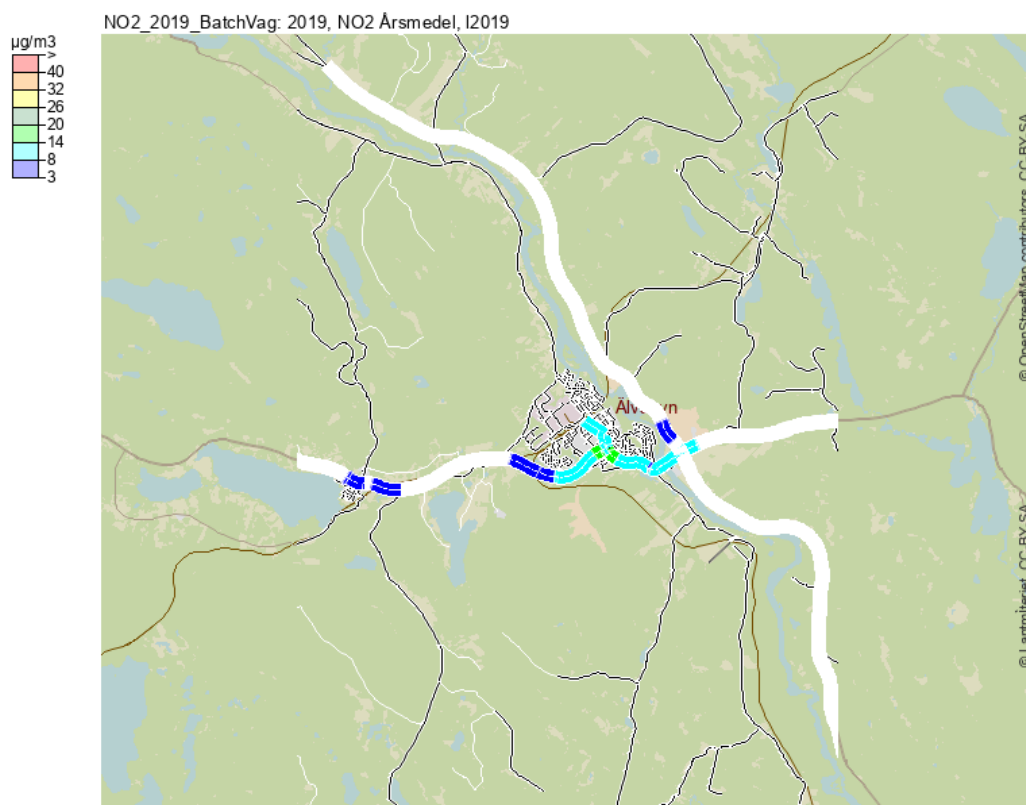 NO2_2019_BatchVag: 2019, NO2 Årsmedel, I2019
µg/m3
>
40
32
26
20
14
8
3
© OpenStreetMap contributors, CC BY SA
© Lantmäteriet, CC BY SA